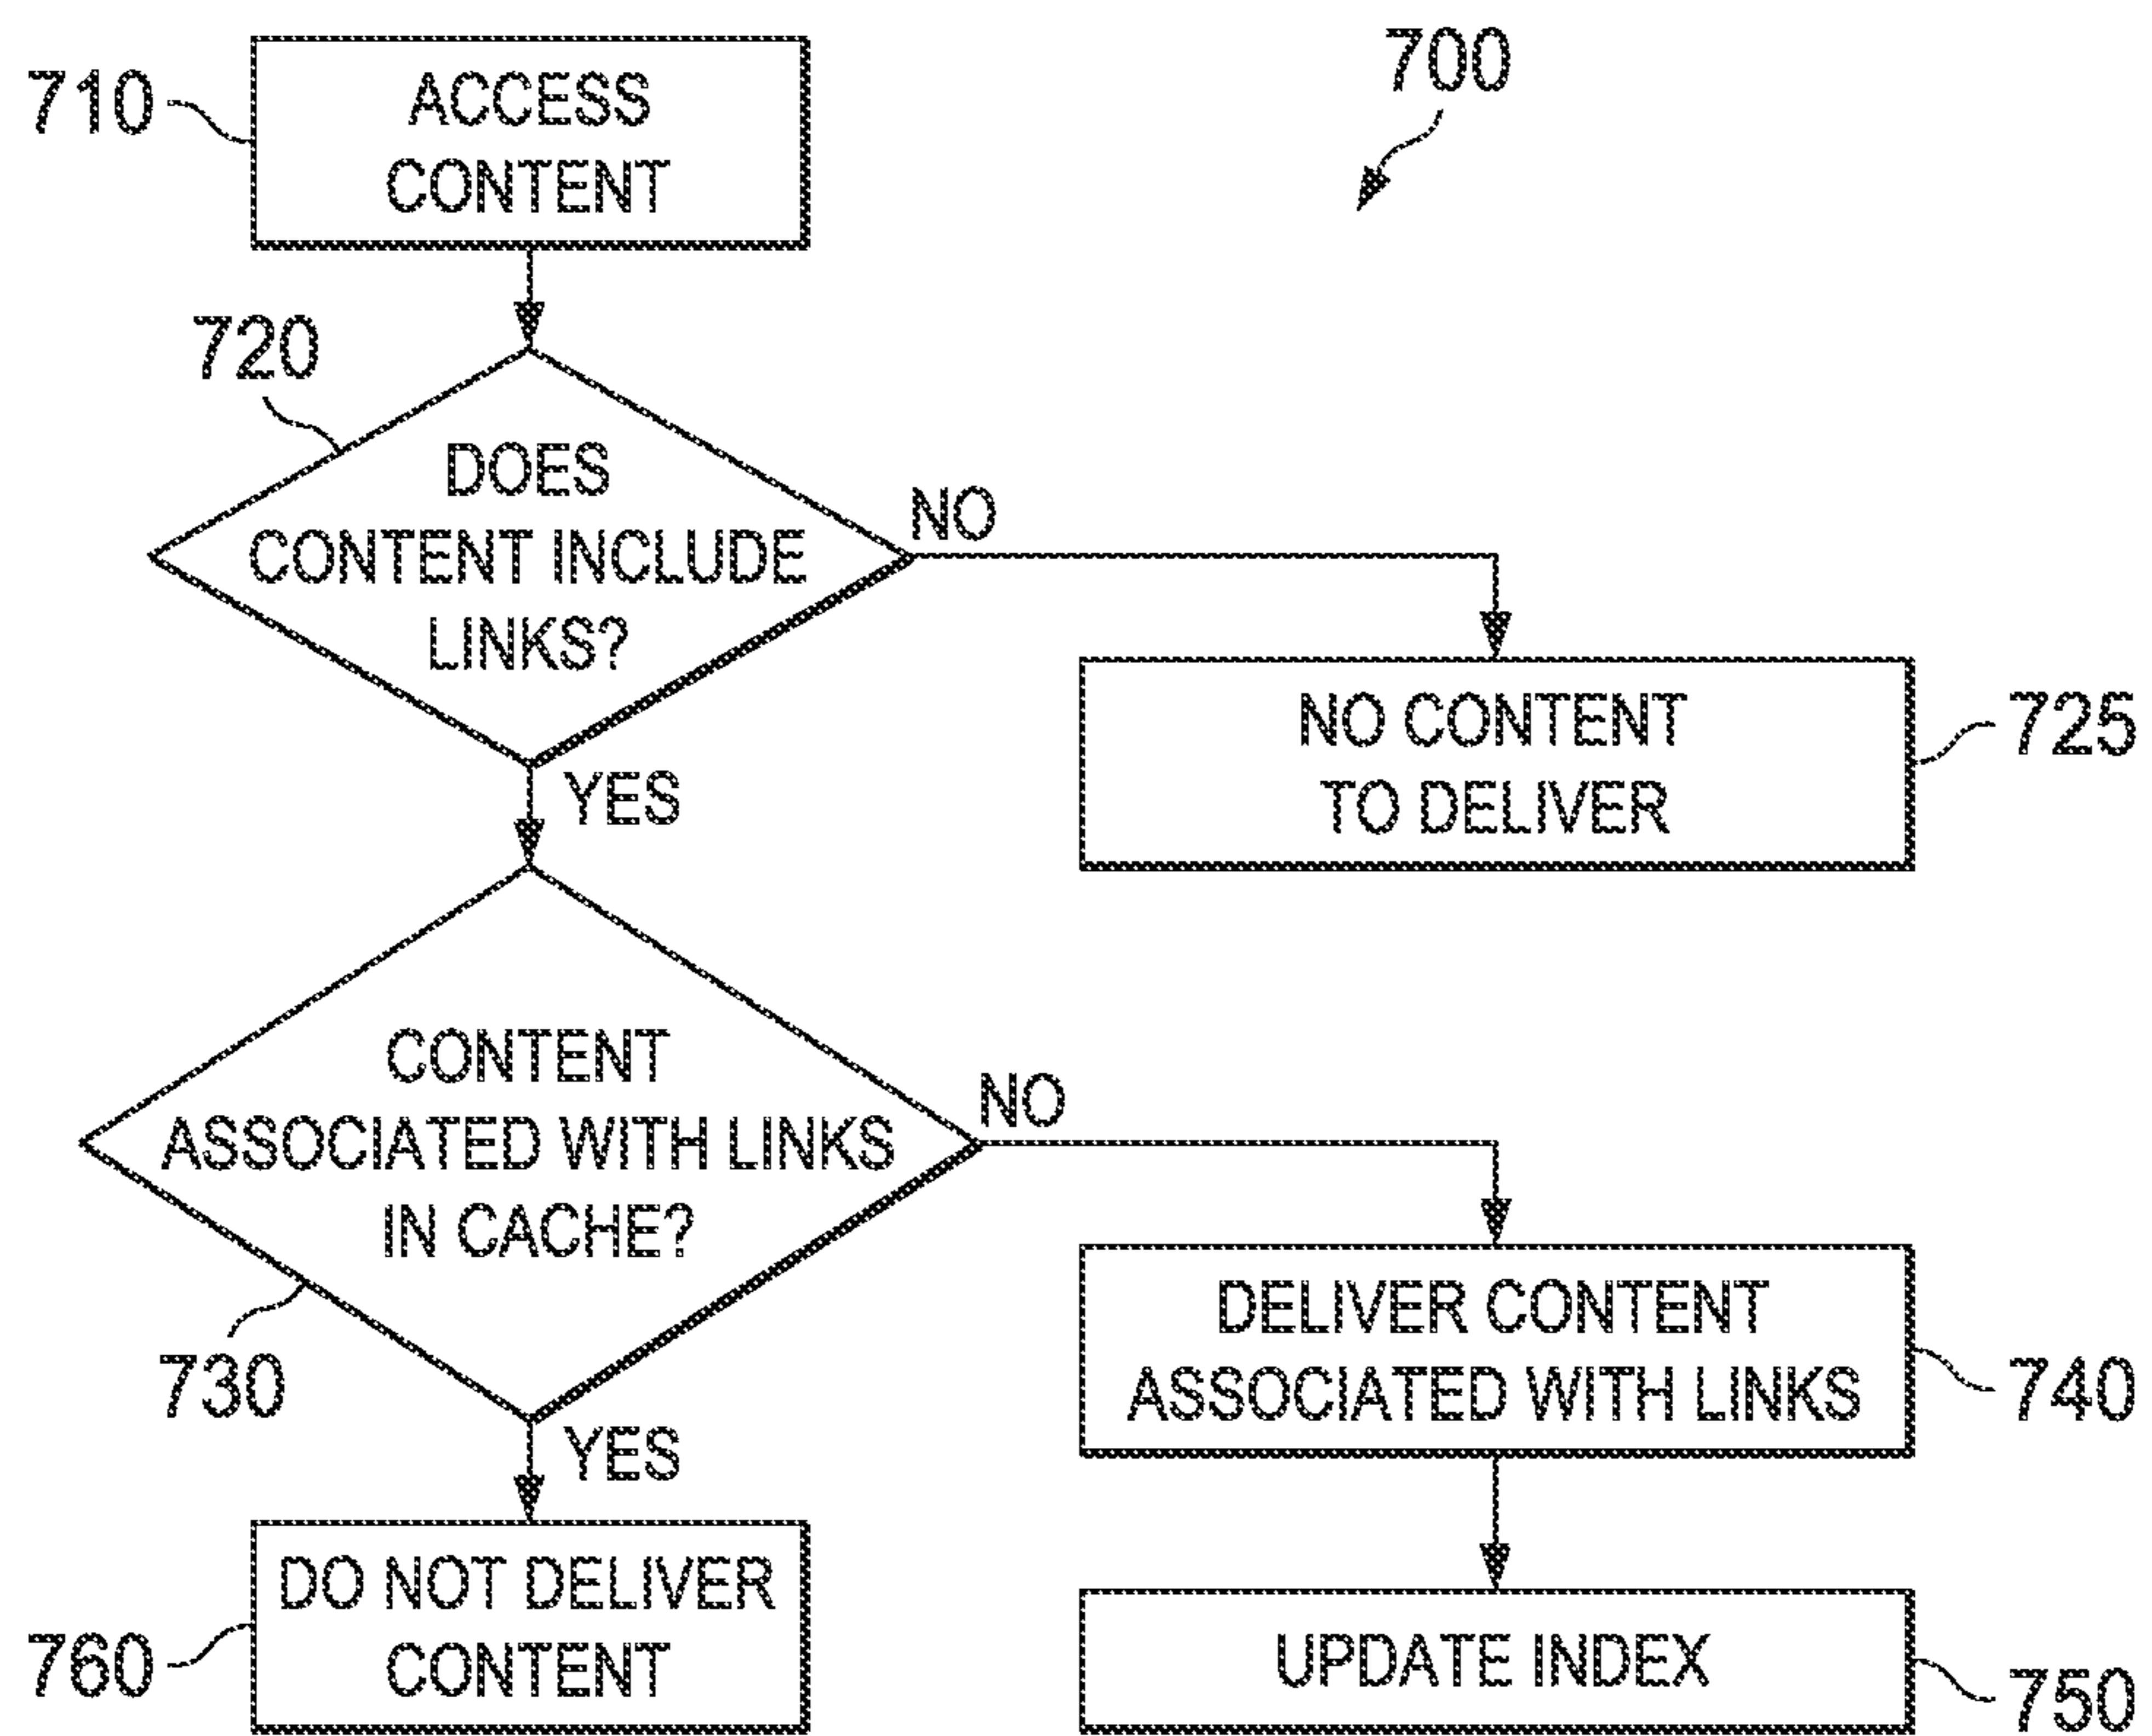 700
710
ACCESS
CONTENT
720
DOES
CONTENT INCLUDE
LINKS?
NO
YES
NO CONTENT
TO DELIVER
725
CONTENT
ASSOCIATED WITH LINKS
IN CACHE?
730
NO
YES
DELIVER CONTENT
ASSOCIATED WITH LINKS
740
DO NOT DELIVER
CONTENT
760
UPDATE INDEX
750